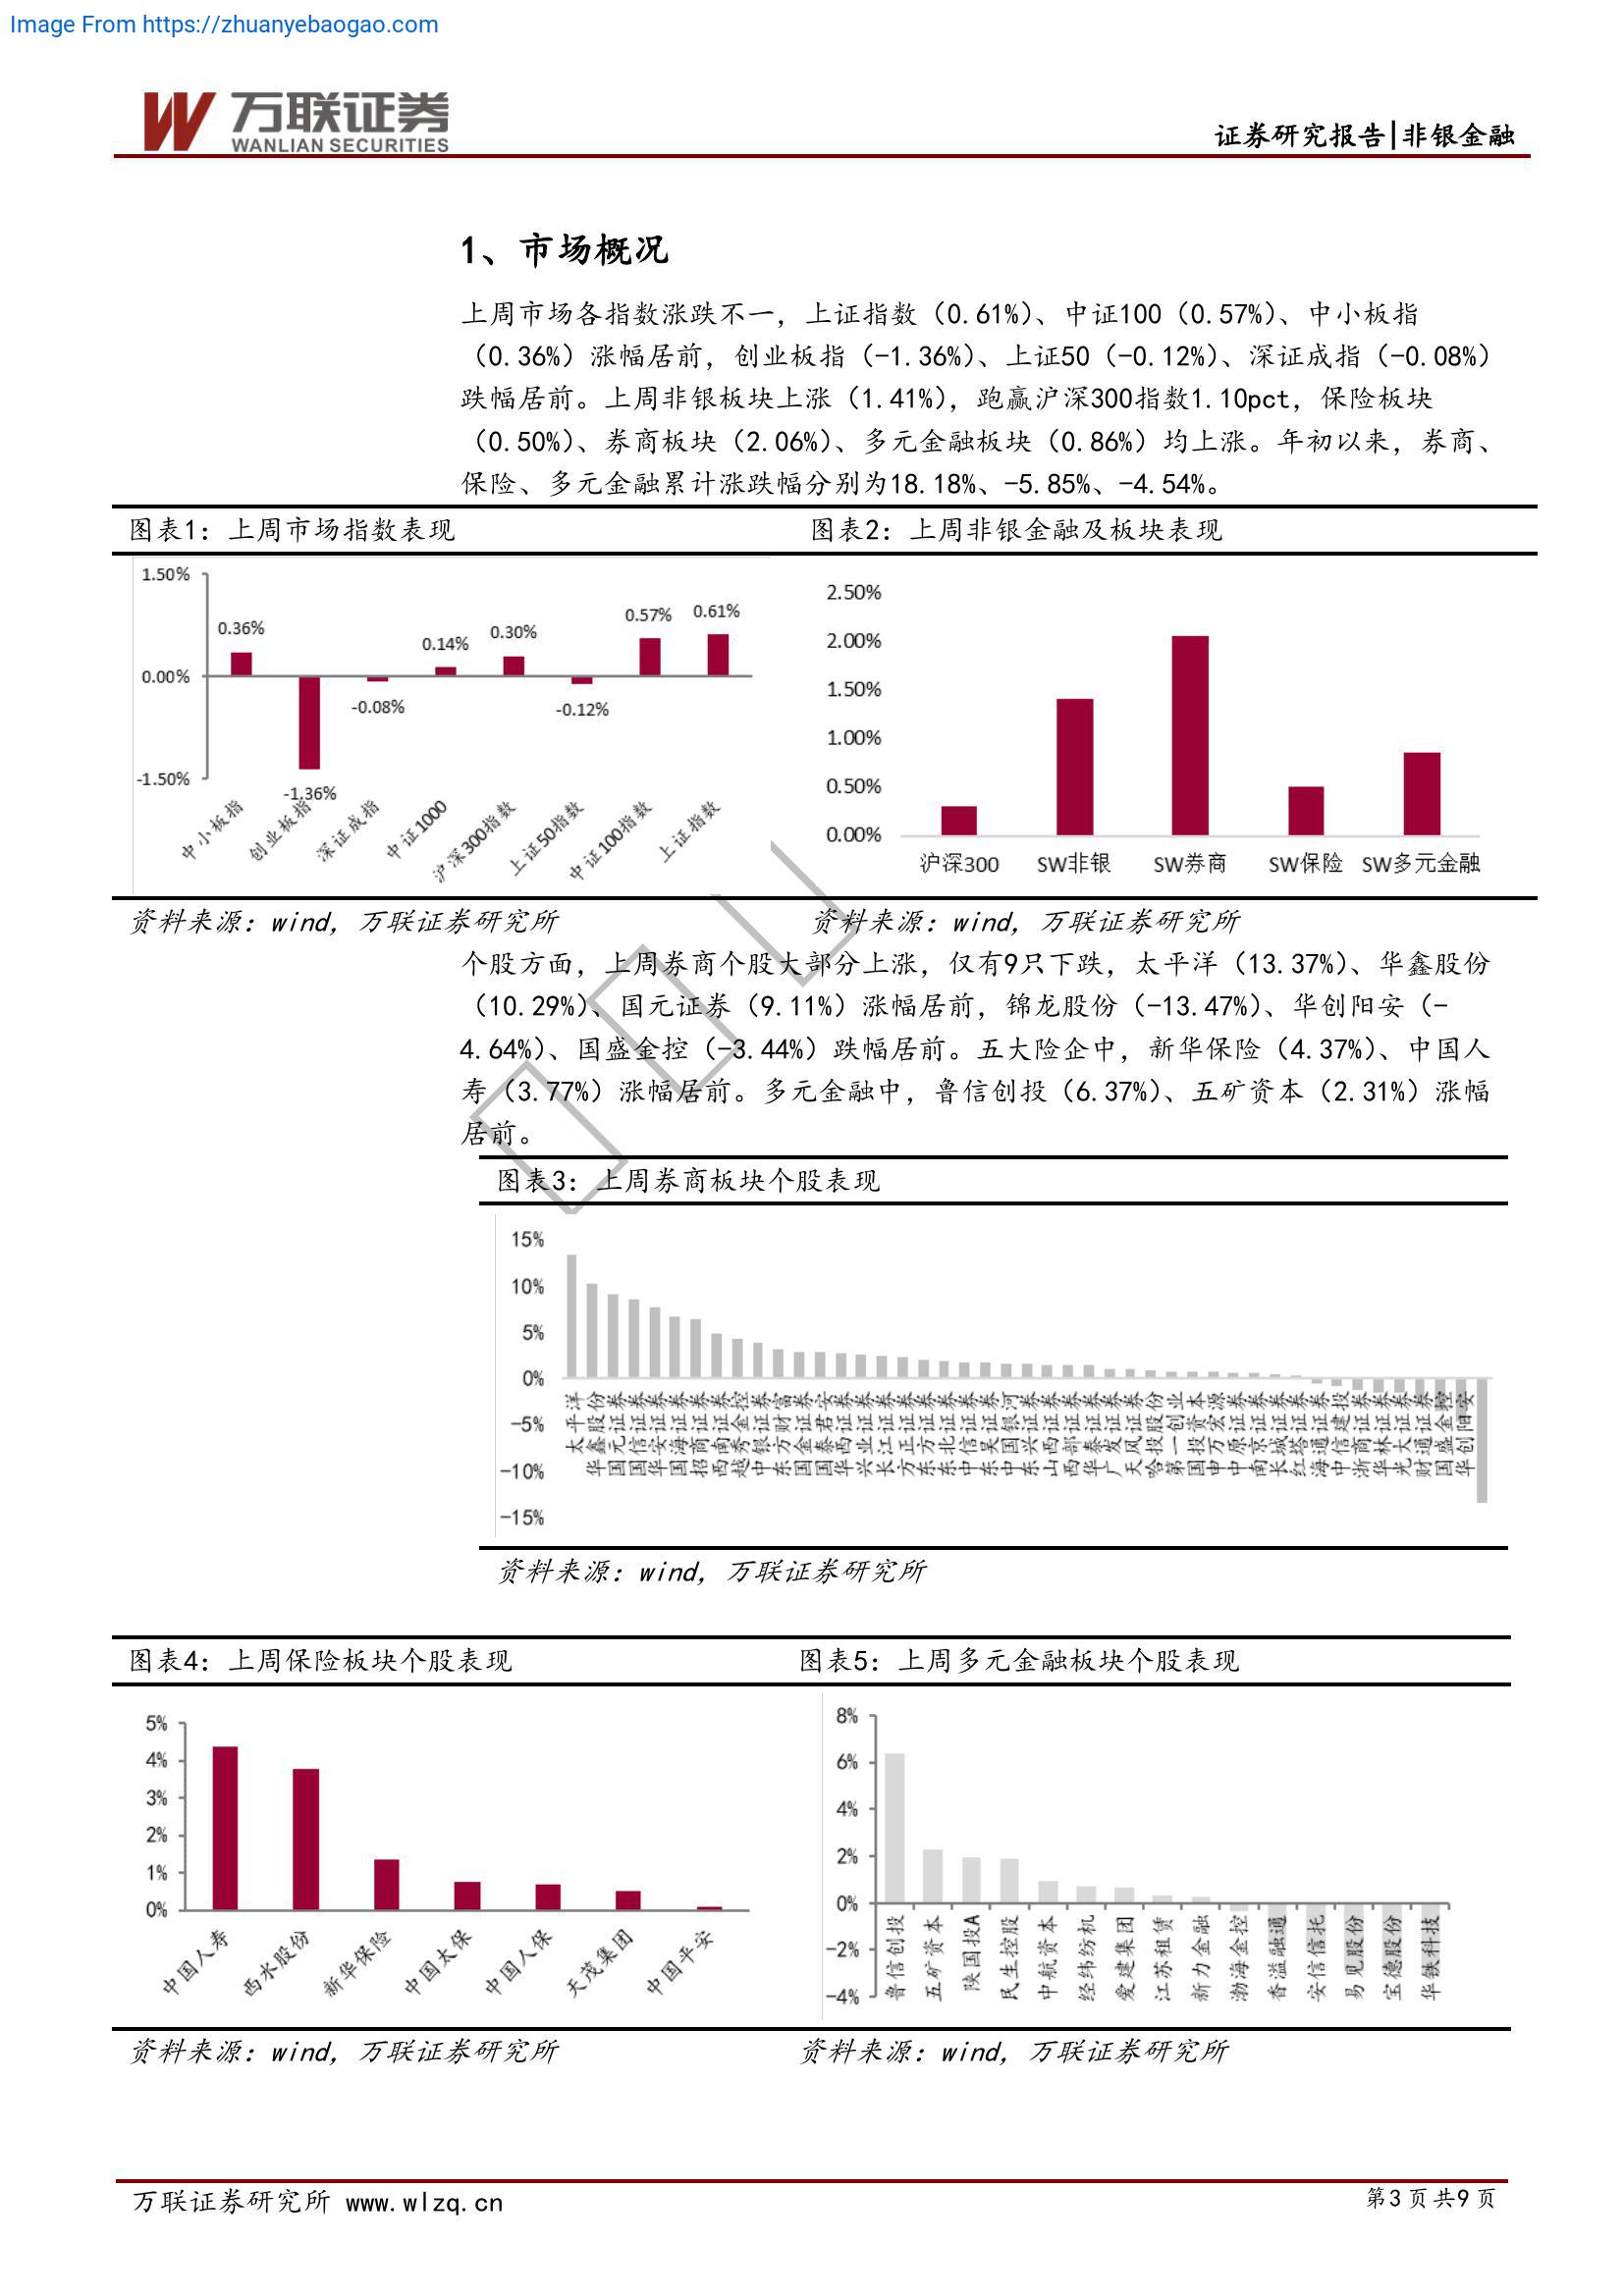 Image From https://zhuanyebaogao.com
万联证券
WANLIAN SECURITIES
证券研究报告|非银金融
1、市场概况
上周市场各指数涨跌不一，上证指数（0.61%）、中证100（0.57%）、中小板指
（0.36%）涨幅居前，创业板指（-1.36%）、上证50（-0.12%）、深证成指（-0.08%）
跌幅居前。上周非银板块上涨（1.41%），跑赢沪深300指数1.10pct，保险板块
（0.50%）、券商板块（2.06%）、多元金融板块（0.86%）均上涨。年初以来，券商、
保险、多元金融累计涨跌幅分别为18.18%、-5.85%、-4.54%。
图表1：上周市场指数表现
1.50%
0.00%
-1.50%
0.36%
-1.36%
-0.08%
0.14%
0.30%
-0.12%
0.57%
0.61%
中小板指
创业板指
深证成指
中证1000
沪深300指数
上证50指数
中证100指数
上证指数
资料来源：wind，万联证券研究所
图表2：上周非银金融及板块表现
2.50%
2.00%
1.50%
1.00%
0.50%
0.00%
沪深300
SW非银
SW券商
SW保险
SW多元金融
资料来源：wind，万联证券研究所
个股方面，上周券商个股大部分上涨，仅有9只下跌，太平洋（13.37%）、华鑫股份
（10.29%）、国元证券（9.11%）涨幅居前，锦龙股份（-13.47%）、华创阳安（-
4.64%）、国盛金控（-3.44%）跌幅居前。五大险企中，新华保险（4.37%）、中国人
寿（3.77%）涨幅居前。多元金融中，鲁信创投（6.37%）、五矿资本（2.31%）涨幅
居前。
图表3：上周券商板块个股表现
15%
10%
5%
0%
-5%
-10%
-15%
太平洋
华鑫股份
国元证券
国信证券
华安证券
国海证券
招商证券
西南证券
越秀金控
中银证券
东方财富
国金证券
国泰君安
华西证券
兴业证券
长江证券
方正证券
东方证券
东北证券
中信证券
东吴证券
中国银河
东兴证券
山西证券
西部证券
华泰证券
广发证券
天风证券
哈投股份
第一创业
国投资本
申万宏源
中原证券
南京证券
长城证券
红塔证券
海通证券
中信建投
浙商证券
华林证券
光大证券
财通证券
国盛金控
华创阳安
资料来源：wind，万联证券研究所
图表4：上周保险板块个股表现
5%
4%
3%
2%
1%
0%
中国人寿
西水股份
新华保险
中国太保
中国人保
天茂集团
中国平安
资料来源：wind，万联证券研究所
图表5：上周多元金融板块个股表现
8%
6%
4%
2%
0%
-2%
-4%
鲁信创投
五矿资本
陕国投A
民生控股
中航资本
经纬纺机
爱建集团
江苏租赁
新力金融
渤海金控
香溢融通
安信信托
易见股份
宝德股份
华铁科技
资料来源：wind，万联证券研究所
万联证券研究所 www.wlzq.cn
第3页共9页